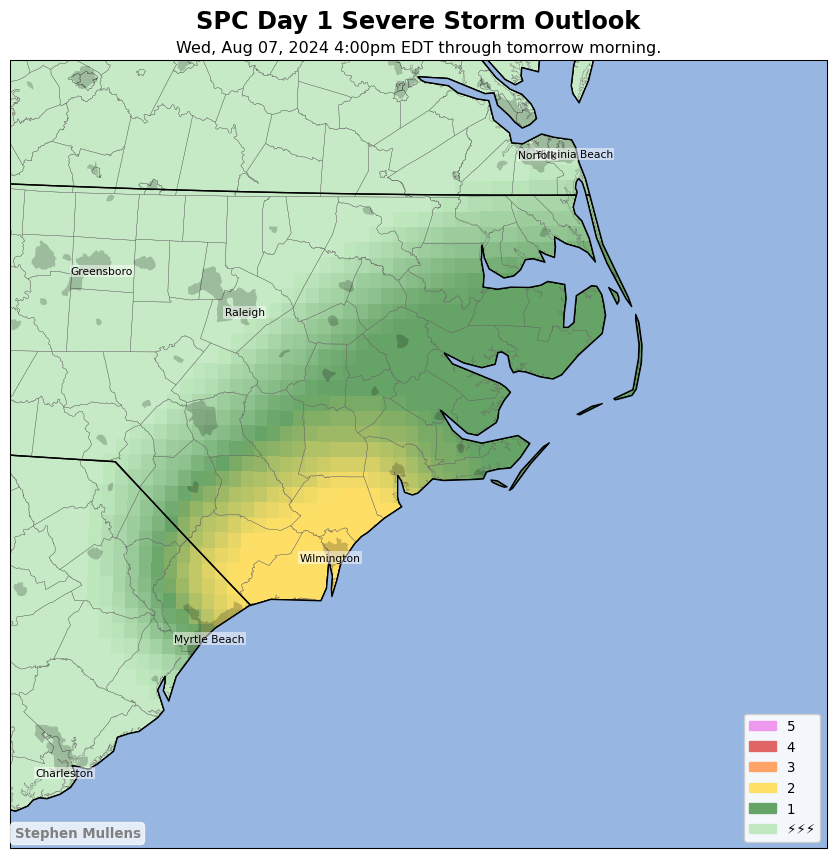 SPC Day 1 Severe Storm Outlook
Wed, Aug 07, 2024 4:00pm EDT through tomorrow morning.
Norfolk
Virginia Beach
Greensboro
Raleigh
Wilmington
Myrtle Beach
Charleston
5
4
3
2
1
⚡⚡⚡
Stephen Mullens